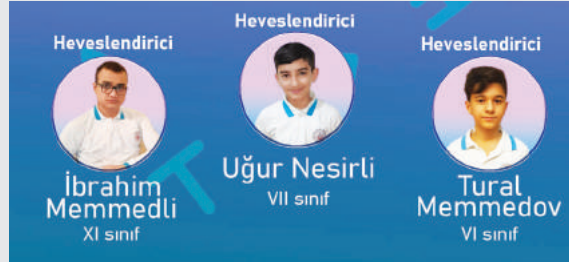 Heveslendirici
İbrahim
Memmedli
XI sınıf
Heveslendirici
Uğur Nesirli
VII sınıf
Heveslendirici
Tural
Memmedov
VI sınıf